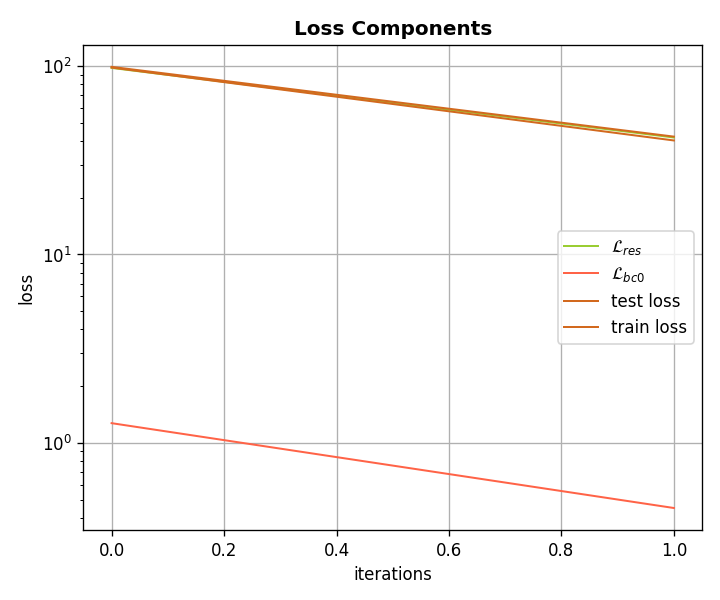 Loss Components
10²
10¹
10⁰
loss
ℒ_res
ℒ_bc0
test loss
train loss
0.0 0.2 0.4 0.6 0.8 1.0
iterations